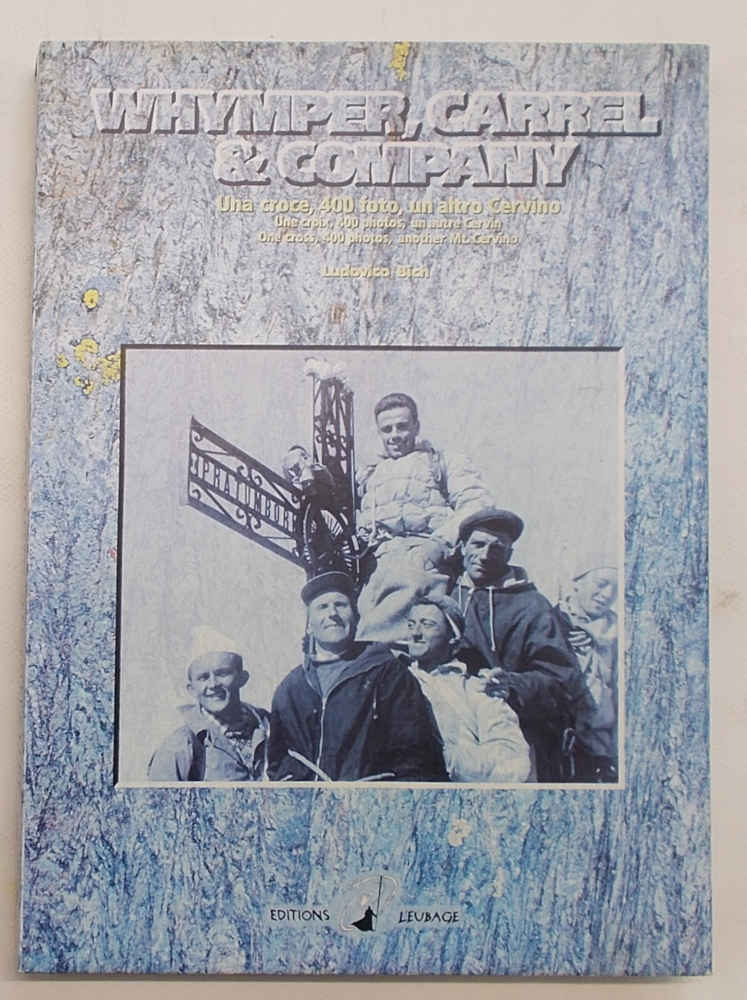 WHYMPER, CARREL
& COMPANY
Una croce, 400 foto, un altro Cervino
Une croix, 400 photos, un autre Cervin
One cross, 400 photos, another Mt. Cervino
Ludovico Bich
EDITIONS L'EUBAGE